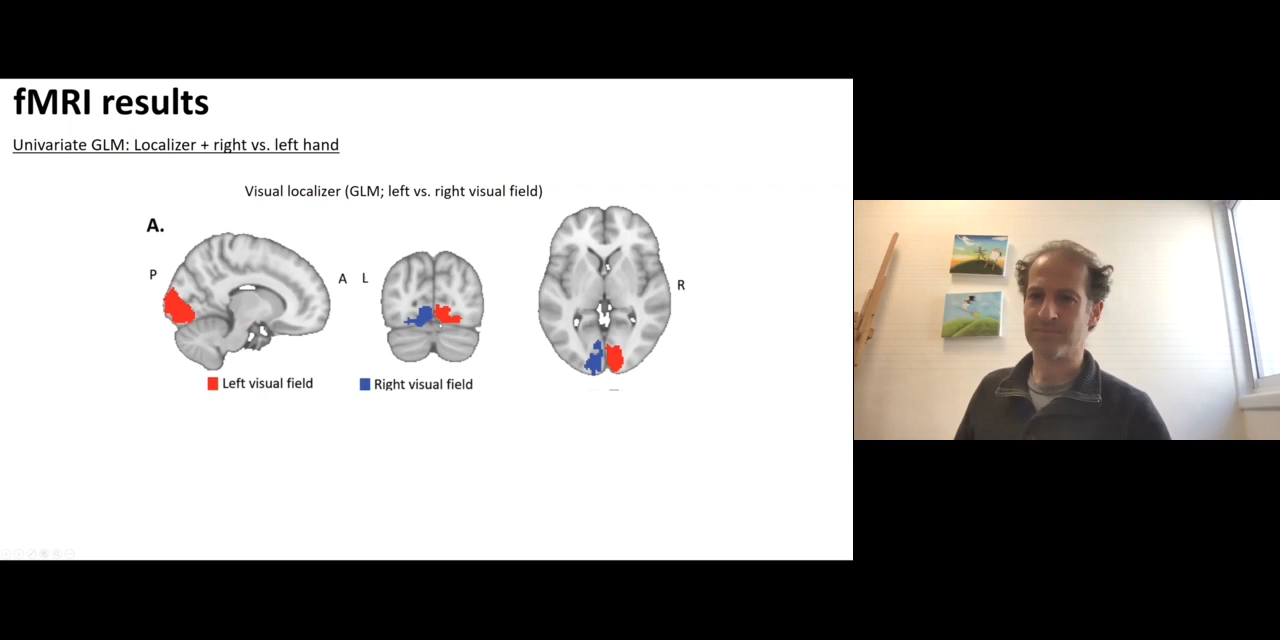 fMRI results
Univariate GLM: Localizer + right vs. left hand
Visual localizer (GLM; left vs. right visual field)
A.
P
A
L
R
Left visual field
Right visual field